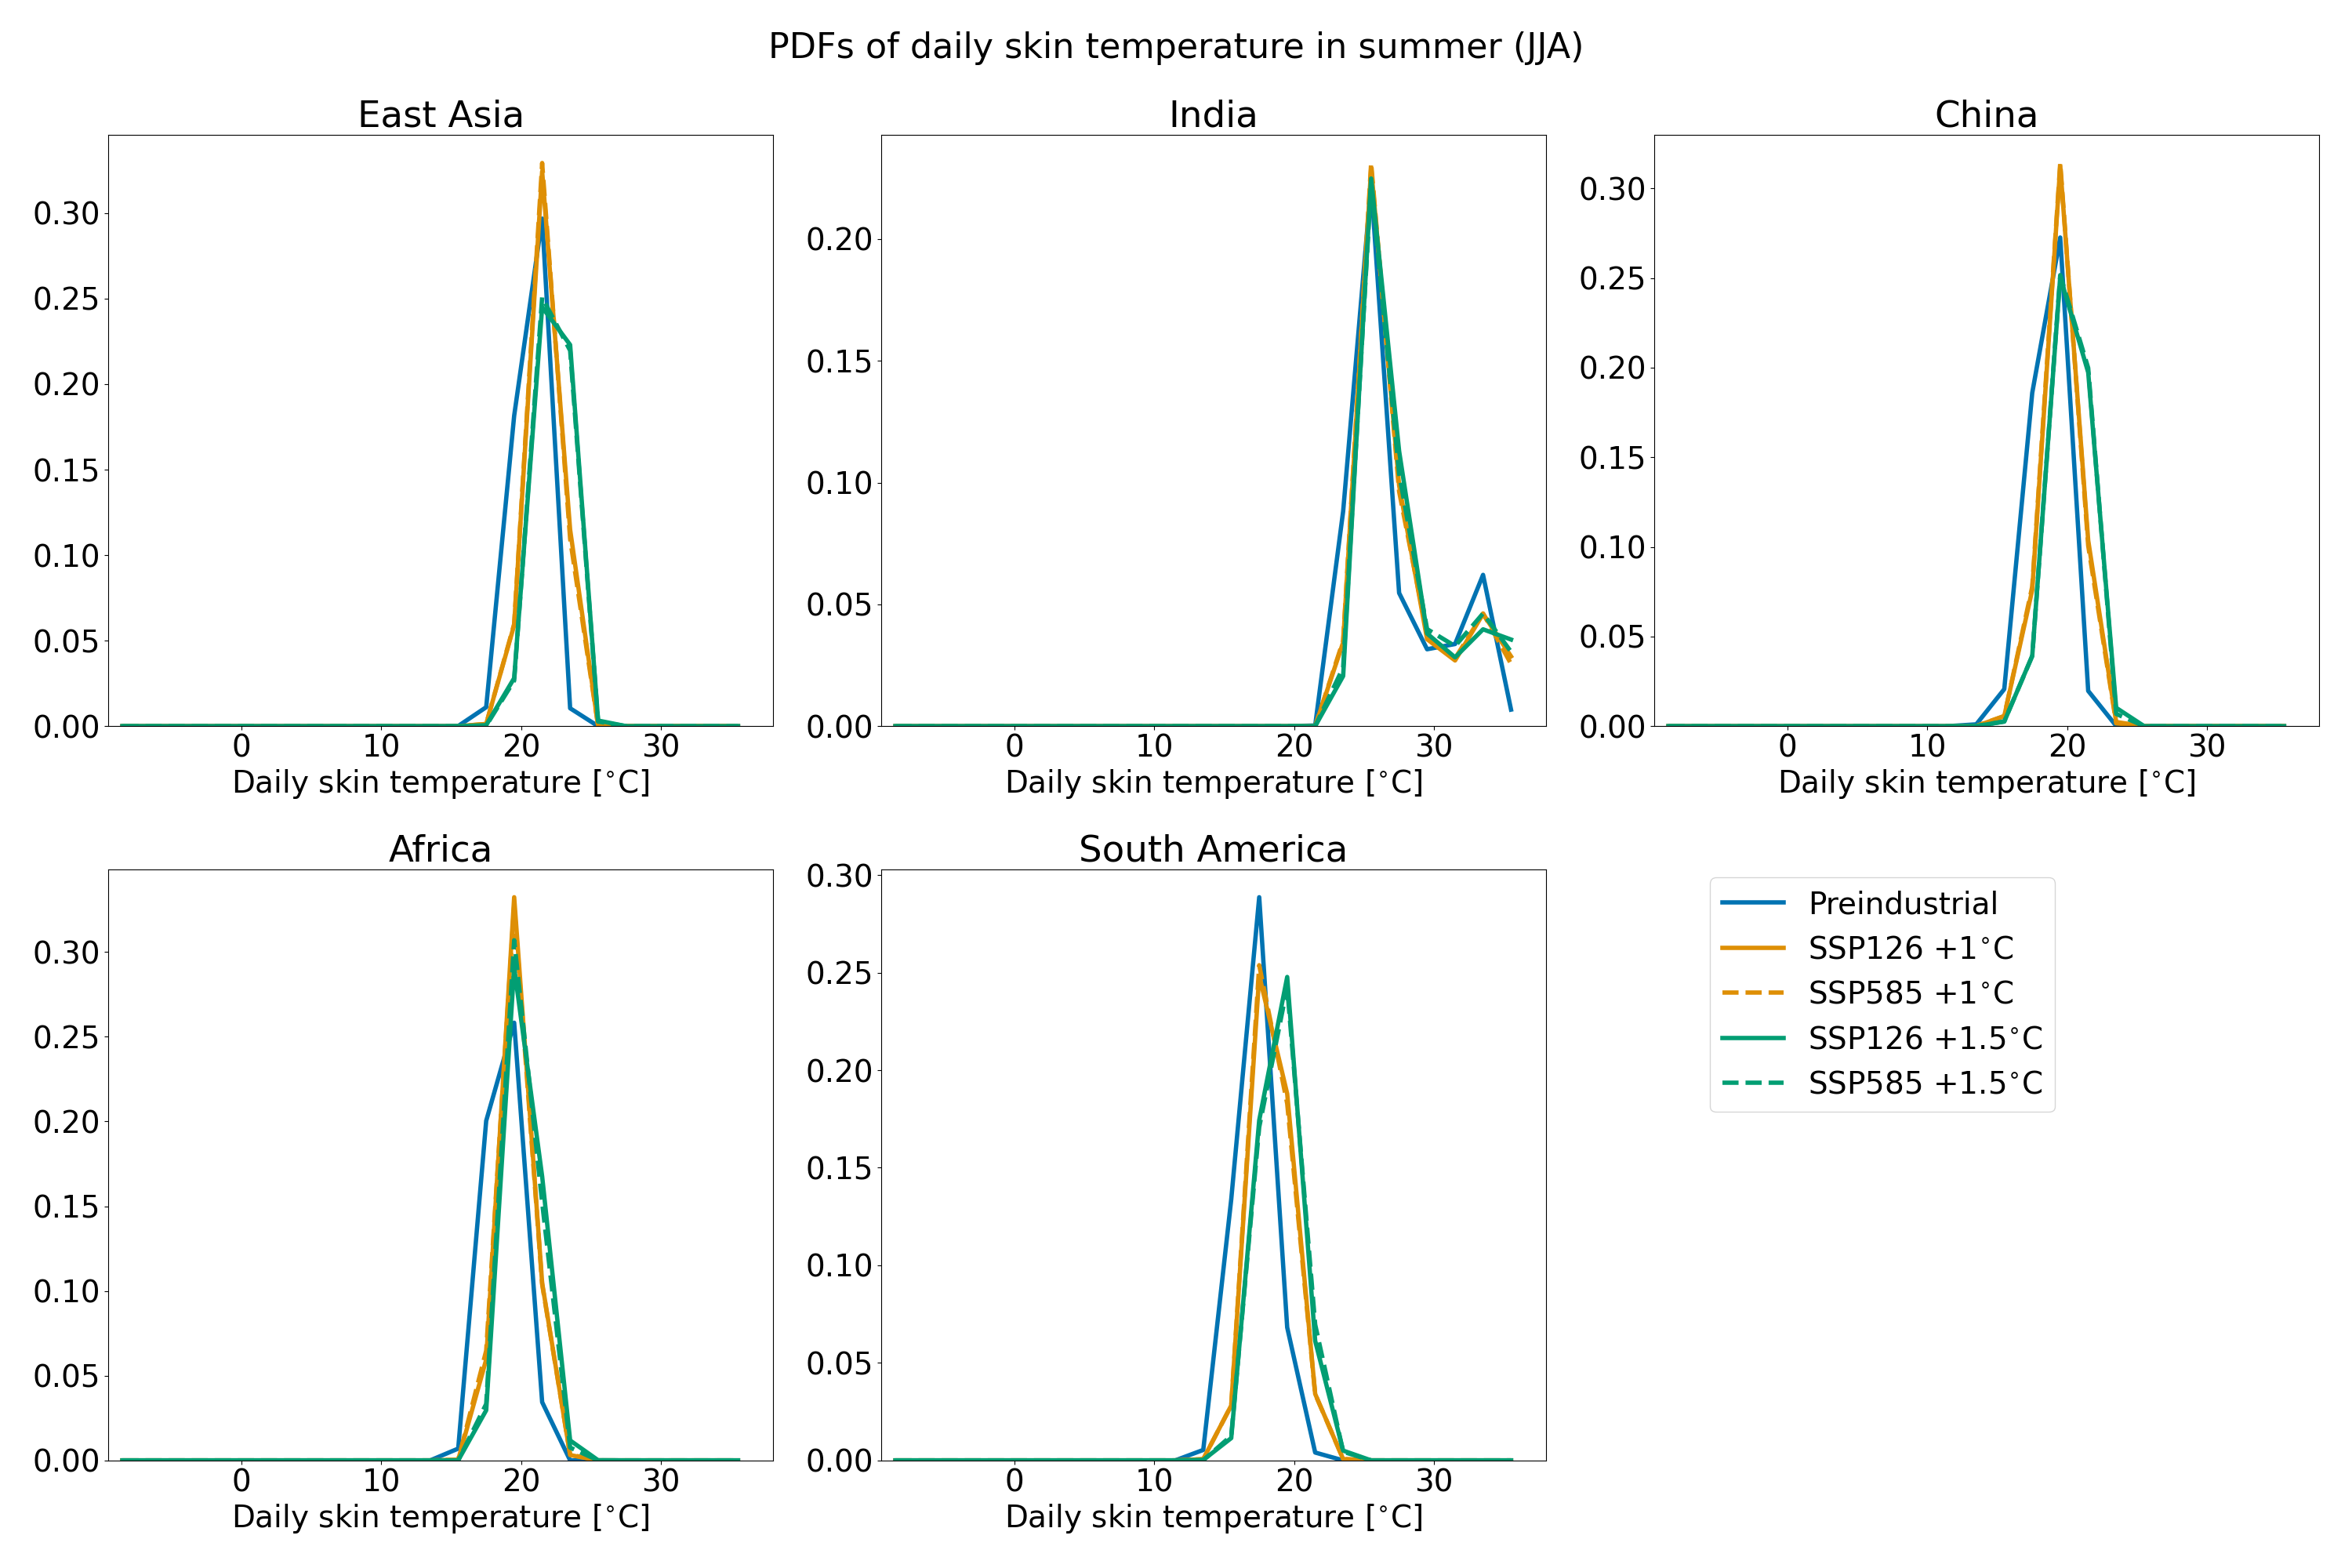 PDFs of daily skin temperature in summer (JJA)
East Asia
0.30
0.25
0.20
0.15
0.10
0.05
0.00
0 10 20 30
Daily skin temperature [°C]
India
0.20
0.15
0.10
0.05
0.00
0 10 20 30
Daily skin temperature [°C]
China
0.30
0.25
0.20
0.15
0.10
0.05
0.00
0 10 20 30
Daily skin temperature [°C]
Africa
0.30
0.25
0.20
0.15
0.10
0.05
0.00
0 10 20 30
Daily skin temperature [°C]
South America
0.30
0.25
0.20
0.15
0.10
0.05
0.00
0 10 20 30
Daily skin temperature [°C]
Preindustrial
SSP126 +1°C
SSP585 +1°C
SSP126 +1.5°C
SSP585 +1.5°C